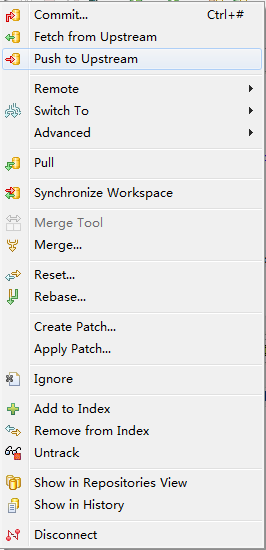 Commit... Ctrl+#
Fetch from Upstream
Push to Upstream
Remote
Switch To
Advanced
Pull
Synchronize Workspace
Merge Tool
Merge...
Reset...
Rebase...
Create Patch...
Apply Patch...
Ignore
Add to Index
Remove from Index
Untrack
Show in Repositories View
Show in History
Disconnect